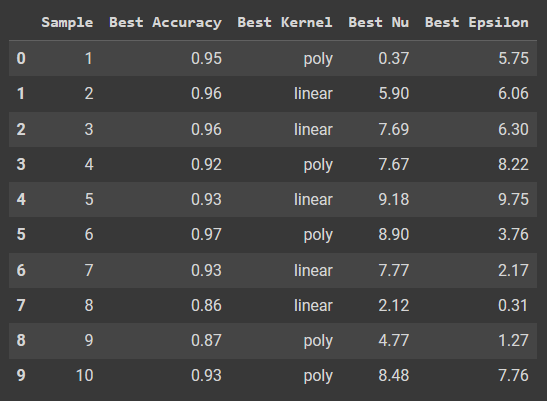 Sample Best Accuracy Best Kernel Best Nu Best Epsilon
0 1 0.95 poly 0.37 5.75
1 2 0.96 linear 5.90 6.06
2 3 0.96 linear 7.69 6.30
3 4 0.92 poly 7.67 8.22
4 5 0.93 linear 9.18 9.75
5 6 0.97 poly 8.90 3.76
6 7 0.93 linear 7.77 2.17
7 8 0.86 linear 2.12 0.31
8 9 0.87 poly 4.77 1.27
9 10 0.93 poly 8.48 7.76